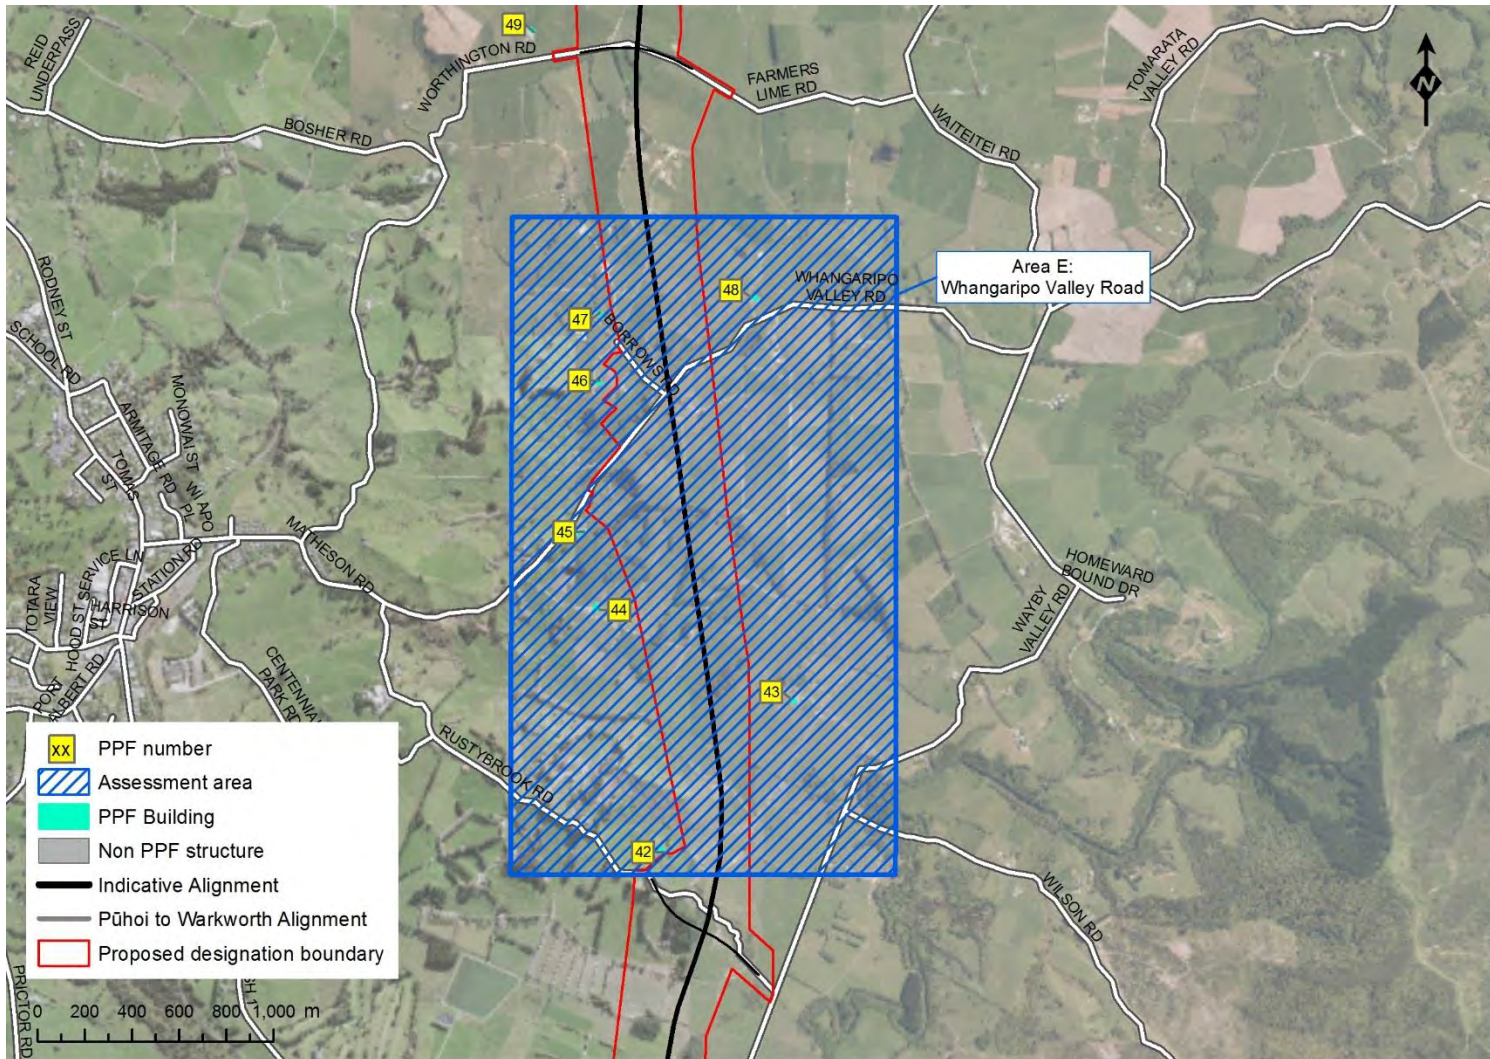 49
REID
UNDERPASS
WORTHINGTON RD
FARMERS
LIME RD
TOMARATA
VALLEY RD
N
BOSHER RD
WAITEITEI RD
Area E:
Whangaripo Valley Road
WHANGARIPO
VALLEY RD
48
47
BORROWS RD
46
RODNEY ST
SCHOOL RD
MONOWAI ST
ARMITAGE RD
TOMAS
ST
WI APO
PL
45
MATHESON RD
STATION RD
SERVICE LN
HARRISON
ST
HOOD ST
TOTARA
VIEW
PORT
ALBERT RD
CENTENNIAL
PARK RD
44
HOMEWARD
BOUND DR
WAYBY
VALLEY RD
43
RUSTYBROOK RD
42
WILSON RD
xx PPF number
Assessment area
PPF Building
Non PPF structure
Indicative Alignment
Pūhoi to Warkworth Alignment
Proposed designation boundary
PRICTOR RD
SH 1
0 200 400 600 800 1,000 m